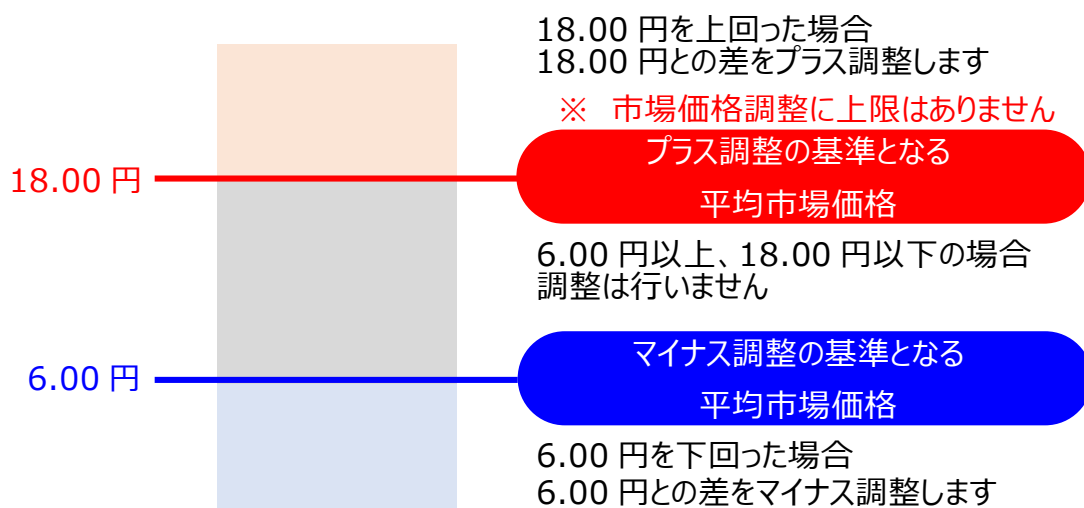 18.00 円を上回った場合
18.00 円との差をプラス調整します
※ 市場価格調整に上限はありません
プラス調整の基準となる
平均市場価格
18.00 円
6.00 円以上、18.00 円以下の場合
調整は行いません
マイナス調整の基準となる
平均市場価格
6.00 円
6.00 円を下回った場合
6.00 円との差をマイナス調整します